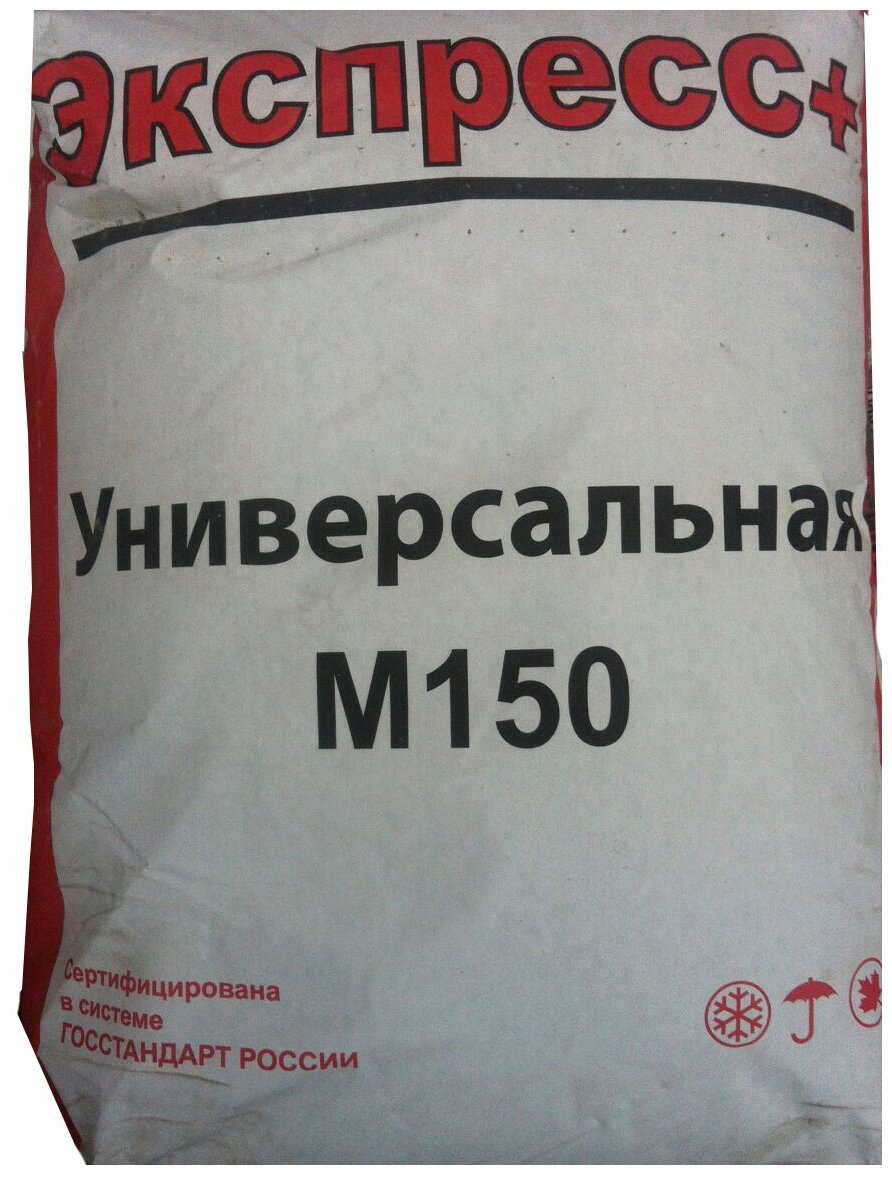 Экспресс+
Универсальная
М150
Сертифицирована
в системе
ГОССТАНДАРТ РОССИИ